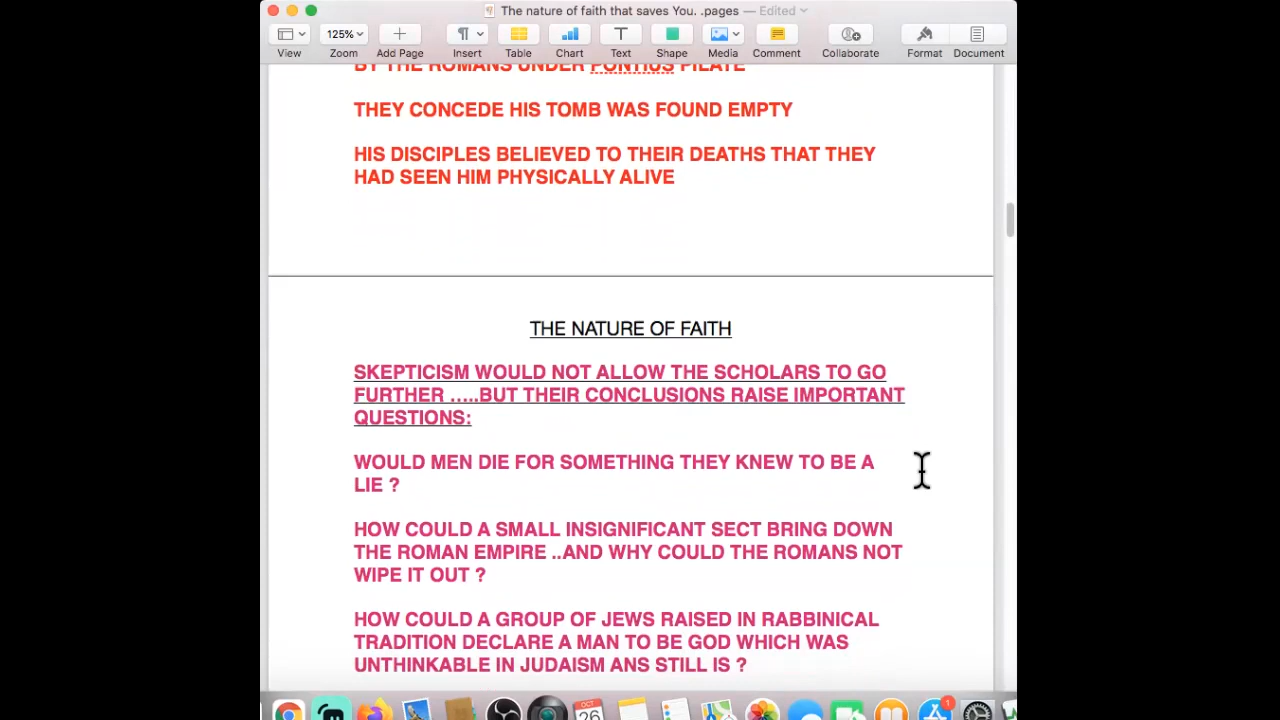 The nature of faith that saves You. .pages — Edited
125%
View Zoom Add Page Insert Table Chart Text Shape Media Comment Collaborate Format Document
BY THE ROMANS UNDER PONTIUS PILATE
THEY CONCEDE HIS TOMB WAS FOUND EMPTY
HIS DISCIPLES BELIEVED TO THEIR DEATHS THAT THEY
HAD SEEN HIM PHYSICALLY ALIVE
THE NATURE OF FAITH
SKEPTICISM WOULD NOT ALLOW THE SCHOLARS TO GO
FURTHER …..BUT THEIR CONCLUSIONS RAISE IMPORTANT
QUESTIONS:
WOULD MEN DIE FOR SOMETHING THEY KNEW TO BE A
LIE ?
HOW COULD A SMALL INSIGNIFICANT SECT BRING DOWN
THE ROMAN EMPIRE ..AND WHY COULD THE ROMANS NOT
WIPE IT OUT ?
HOW COULD A GROUP OF JEWS RAISED IN RABBINICAL
TRADITION DECLARE A MAN TO BE GOD WHICH WAS
UNTHINKABLE IN JUDAISM ANS STILL IS ?
OCT
26
1